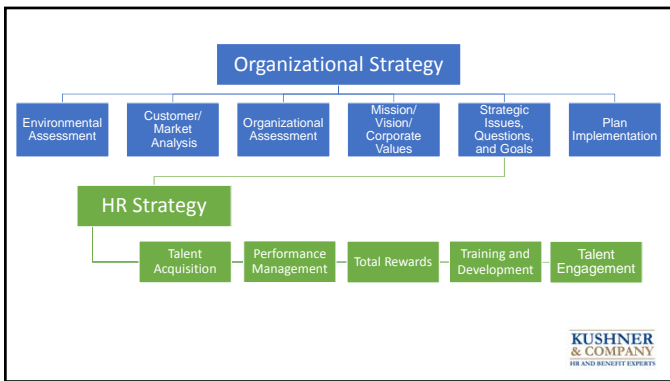 Organizational Strategy
Environmental
Assessment
Customer/
Market
Analysis
Organizational
Assessment
Mission/
Vision/
Corporate
Values
Strategic
Issues,
Questions,
and Goals
Plan
Implementation
HR Strategy
Talent
Acquisition
Performance
Management
Total Rewards
Training and
Development
Talent
Engagement
KUSHNER
& COMPANY
HR AND BENEFIT EXPERTS